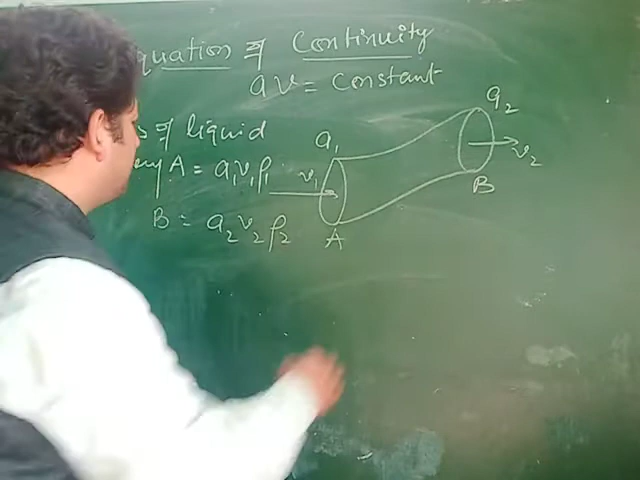 quation of Continuity
av = Constant
s of liquid
A = a₁v₁ρ₁
B = a₂v₂ρ₂
a₁
v₁
A
a₂
v₂
B